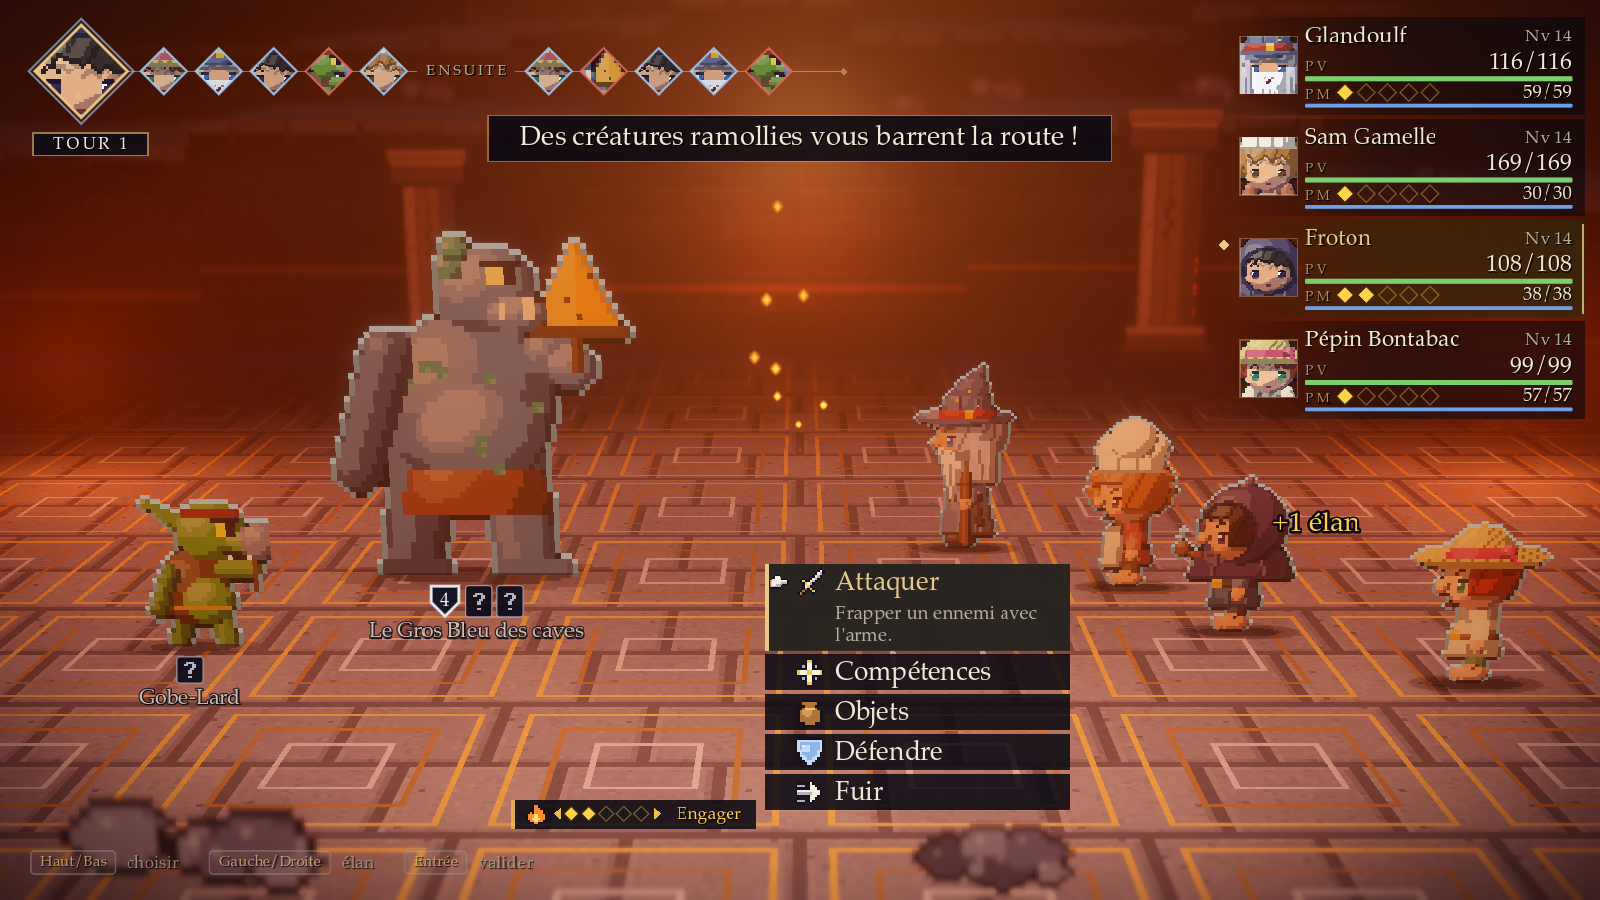 ENSUITE
TOUR 1
Des créatures ramollies vous barrent la route !
Glandoulf Nv 14
PV 116/116
PM 59/59
Sam Gamelle Nv 14
PV 169/169
PM 30/30
Froton Nv 14
PV 108/108
PM 38/38
Pépin Bontabac Nv 14
PV 99/99
PM 57/57
+1 élan
4 ? ?
Le Gros Bleu des caves
?
Gobe-Lard
Attaquer
Frapper un ennemi avec
l'arme.
Compétences
Objets
Défendre
Fuir
Engager
Haut/Bas choisir Gauche/Droite élan Entrée valider